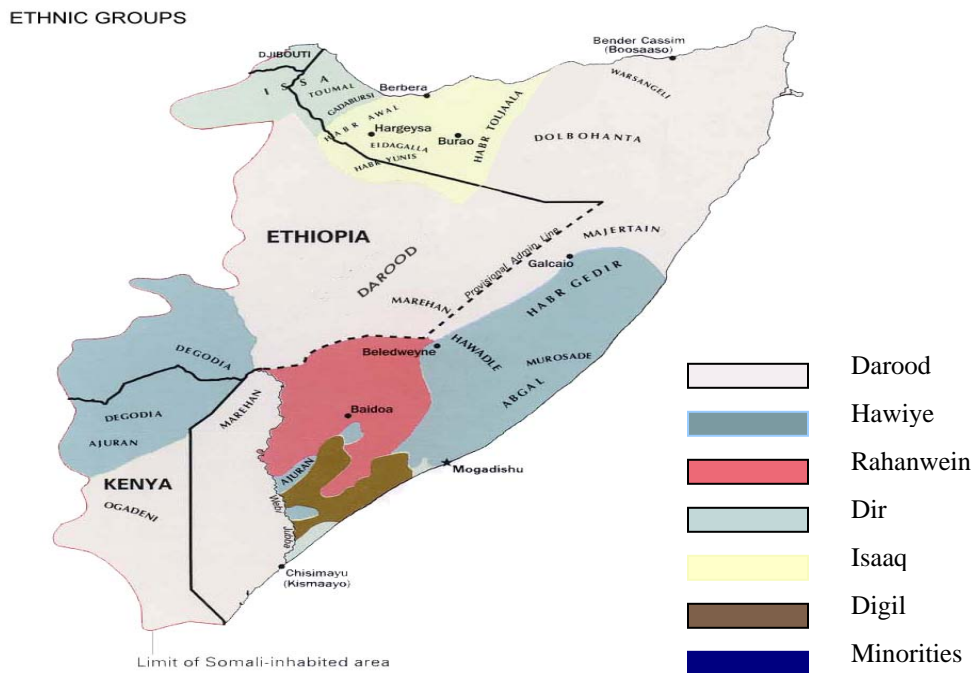 ETHNIC GROUPS
Bender Cassim
(Boosaaso)
DJIBOUTI
WARSANGELI
I S S A
TOUMAL
GADABURSI
Berbera
HABR AWAL
HABR TOLJAALA
Hargeysa
Burao
EIDAGALLA
HABR YUNIS
DOLBOHANTA
ETHIOPIA
MAJERTAIN
Provisional Admin. Line
DAROOD
Galcaio
HABR GEDIR
MAREHAN
DEGODIA
Beledweyne
HAWADLE
MUROSADE
ABGAL
DEGODIA
MAREHAN
Baidoa
AJURAN
AJURAN
Mogadishu
KENYA
OGADENI
Webi Jubba
Chisimayu
(Kismaayo)
Limit of Somali-inhabited area
Darood
Hawiye
Rahanwein
Dir
Isaaq
Digil
Minorities